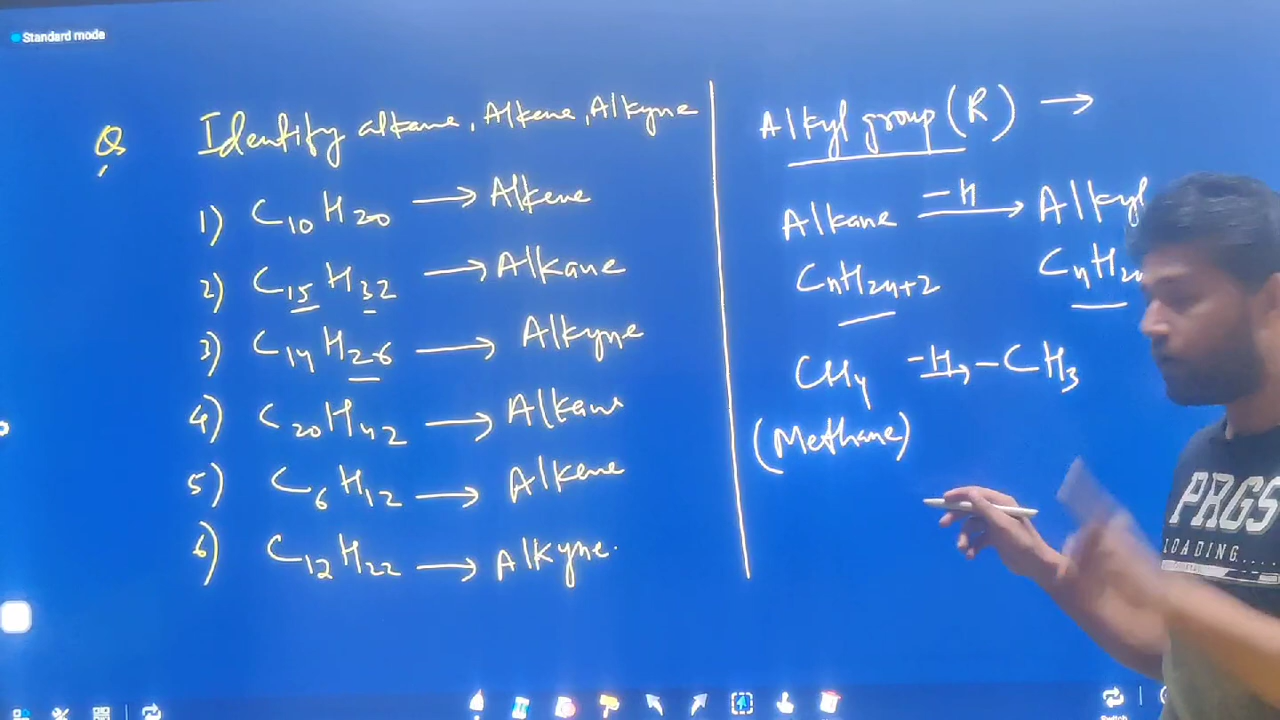 Standard mode
Q Identify alkane, Alkene, Alkyne
1) C10H20 → Alkene
2) C15H32 → Alkane
3) C14H26 → Alkyne
4) C20H42 → Alkane
5) C6H12 → Alkene
6) C12H22 → Alkyne.
Alkyl group (R) →
Alkane -H → Alkyl
CnH2n+2 CnH2n
CH4 -H → -CH3
(Methane)
PRGS
LOADING....